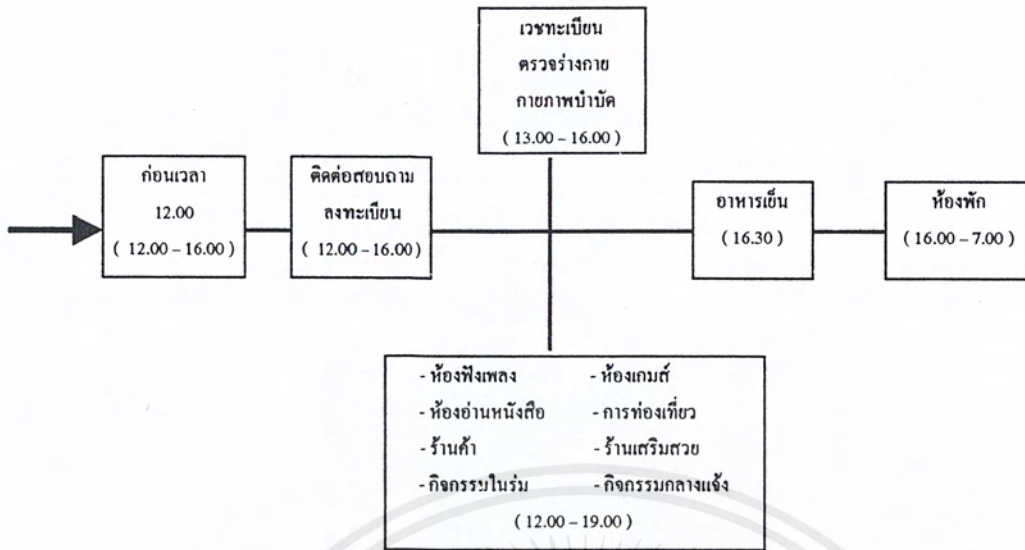 เวชทะเบียน
ตรวจร่างกาย
กายภาพบำบัด
( 13.00 – 16.00 )
ก่อนเวลา
12.00
( 12.00 – 16.00 )
ติดต่อสอบถาม
ลงทะเบียน
( 12.00 – 16.00)
อาหารเย็น
( 16.30 )
ห้องพัก
(16.00 – 7.00 )
- ห้องฟังเพลง - ห้องเกมส์
- ห้องอ่านหนังสือ - การท่องเที่ยว
- ร้านค้า - ร้านเสริมสวย
- กิจกรรมในร่ม - กิจกรรมกลางแจ้ง
( 12.00 – 19.00 )